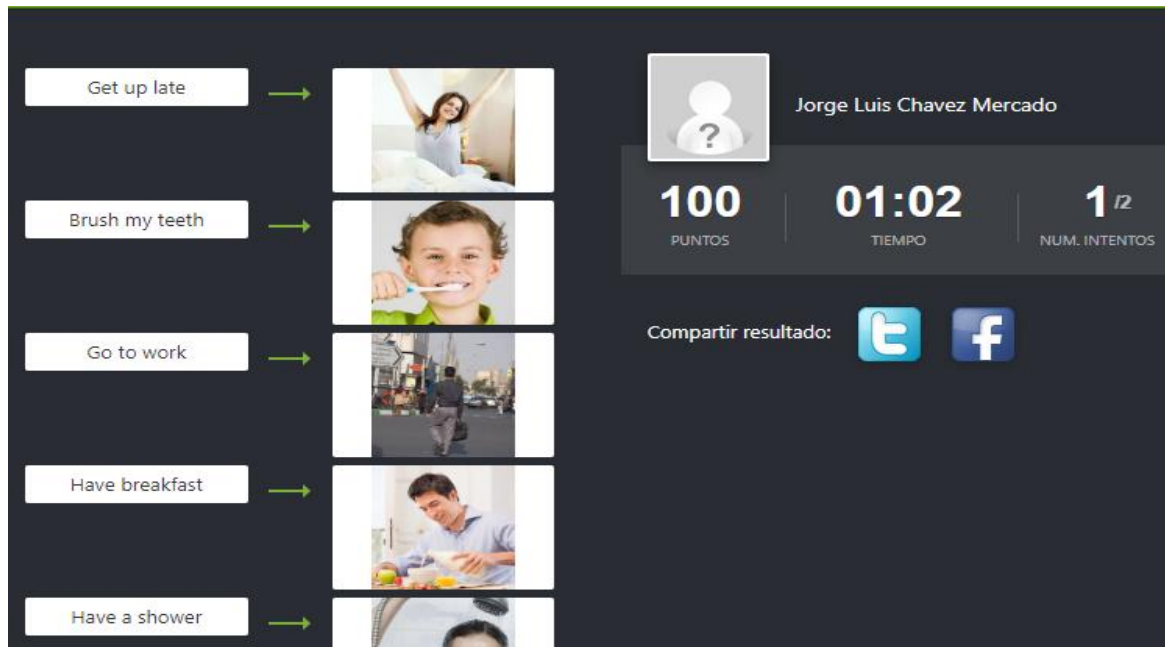 Get up late
Brush my teeth
Go to work
Have breakfast
Have a shower
Jorge Luis Chavez Mercado
?
100
PUNTOS
01:02
TIEMPO
1 /2
NUM. INTENTOS
Compartir resultado: